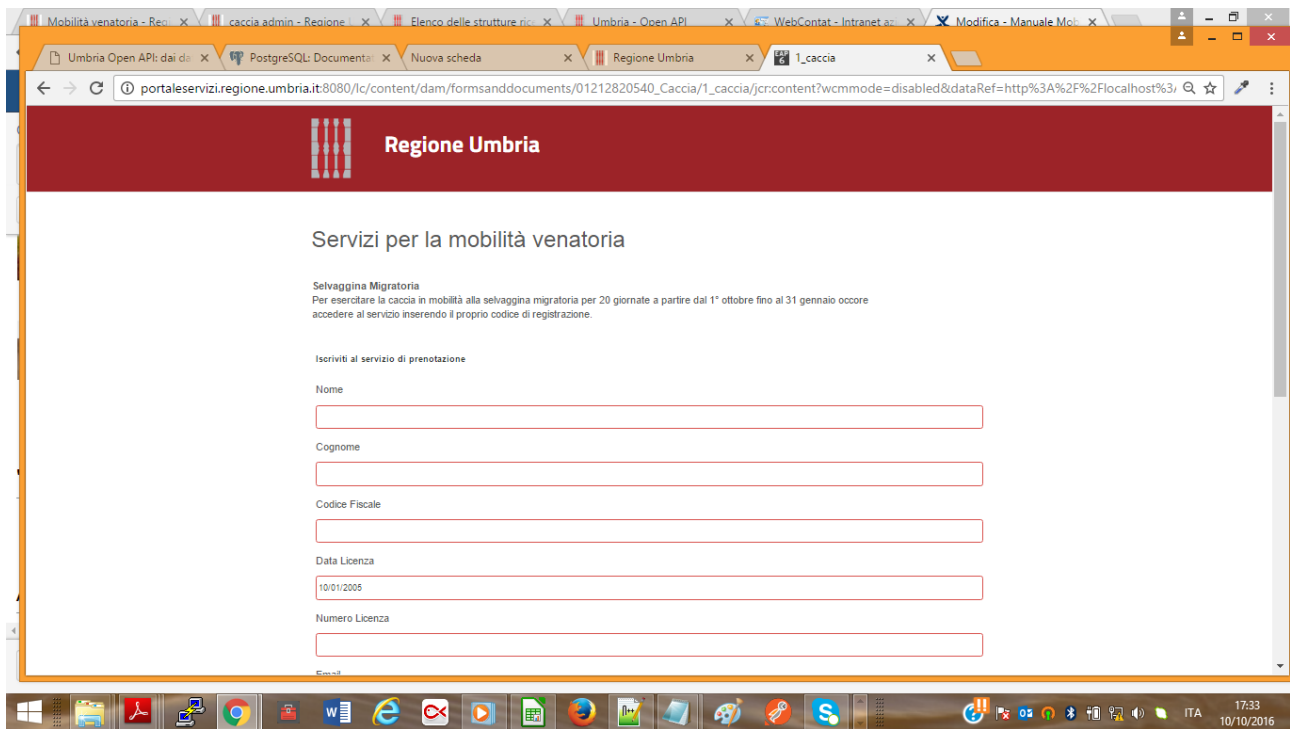 Mobilità venatoria - Regi
caccia admin - Regione
Elenco delle strutture rice
Umbria - Open API
WebContat - Intranet az
Modifica - Manuale Mob
Umbria Open API: dai da
PostgreSQL: Documentat
Nuova scheda
Regione Umbria
1_caccia
portaleservizi.regione.umbria.it:8080/lc/content/dam/formsanddocuments/01212820540_Caccia/1_caccia/jcr:content?wcmmode=disabled&dataRef=http%3A%2F%2Flocalhost%3
Regione Umbria
Servizi per la mobilità venatoria
Selvaggina Migratoria
Per esercitare la caccia in mobilità alla selvaggina migratoria per 20 giornate a partire dal 1° ottobre fino al 31 gennaio occore
accedere al servizio inserendo il proprio codice di registrazione.
Iscriviti al servizio di prenotazione
Nome
Cognome
Codice Fiscale
Data Licenza
10/01/2005
Numero Licenza
Email
ITA
17:33
10/10/2016